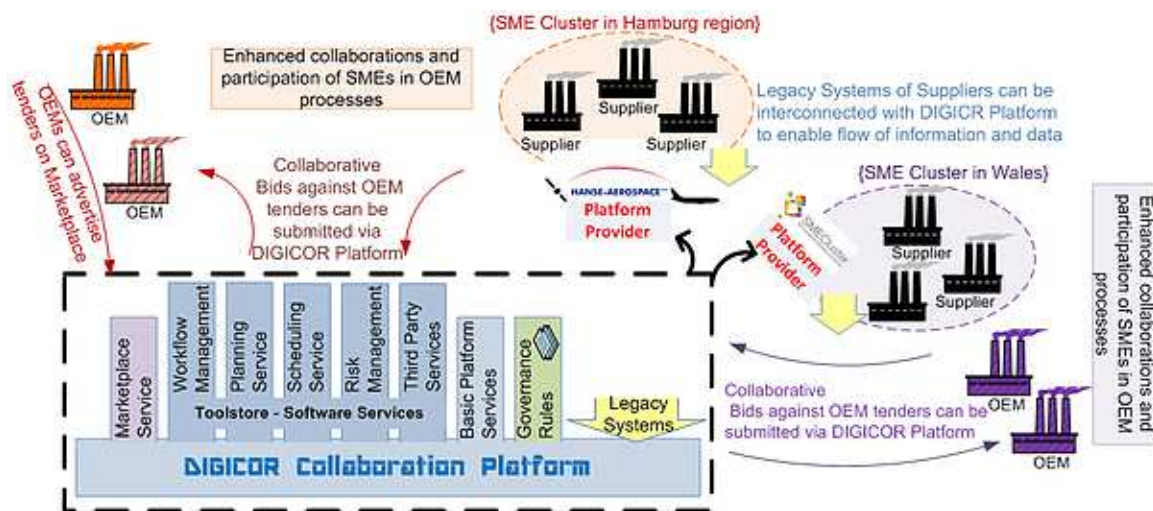 {SME Cluster in Hamburg region}
Enhanced collaborations and
participation of SMEs in OEM
processes
OEM
OEM
OEMs can advertise
tenders on Marketplace
Supplier
Supplier
Supplier
Legacy Systems of Suppliers can be
interconnected with DIGICR Platform
to enable flow of information and data
Collaborative
Bids against OEM
tenders can be
submitted via
DIGICOR Platform
HANSE-AEROSPACE
Platform
Provider
{SME Cluster in Wales}
SMECluster
Platform
Provider
Supplier
Supplier
Supplier
Enhanced collaborations and
participation of SMEs in OEM
processes
Marketplace
Service
Workflow
Management
Planning
Service
Scheduling
Service
Risk
Management
Third Party
Services
Basic Platform
Services
Governance
Rules
Toolstore - Software Services
Legacy
Systems
DIGICOR Collaboration Platform
Collaborative
Bids against OEM tenders can be
submitted via DIGICOR Platform
OEM
OEM